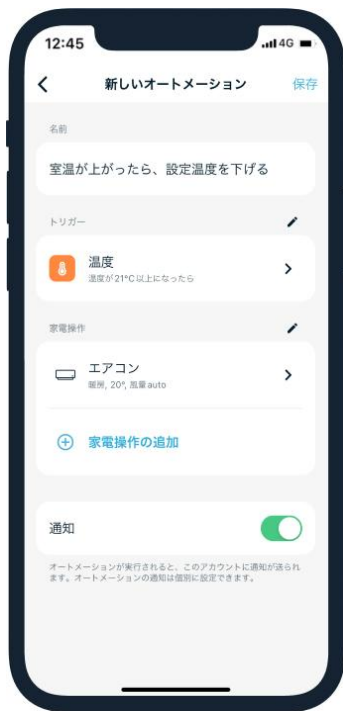 12:45
4G
新しいオートメーション
保存
名前
室温が上がったら、設定温度を下げる
トリガー
温度
温度が21°C以上になったら
家電操作
エアコン
暖房, 20°, 風量auto
家電操作の追加
通知
オートメーションが実行されると、このアカウントに通知が送られ
ます。オートメーションの通知は個別に設定できます。